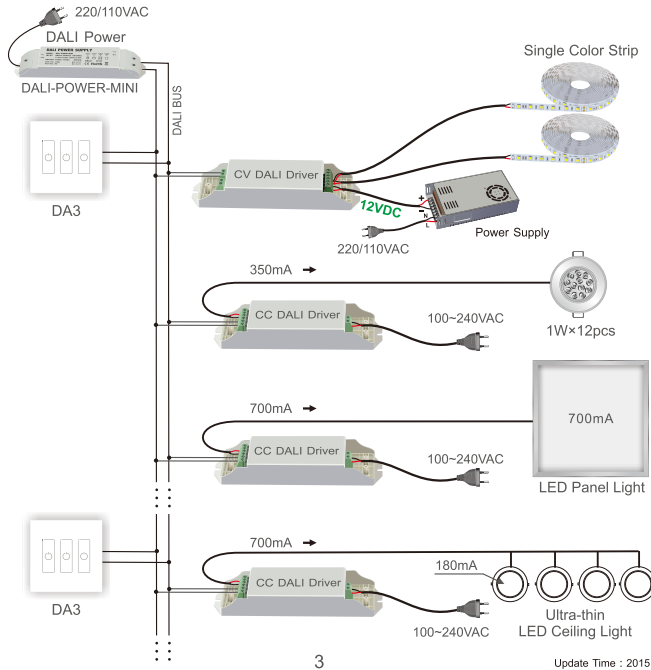 220/110VAC
DALI Power
DALI POWER SUPPLY
DALI-POWER-MINI
DALI BUS
Single Color Strip
DA3
CV DALI Driver
12VDC
+
-
N
L
220/110VAC
Power Supply
350mA
CC DALI Driver
100~240VAC
1W×12pcs
700mA
CC DALI Driver
100~240VAC
700mA
LED Panel Light
DA3
700mA
CC DALI Driver
100~240VAC
180mA
Ultra-thin
LED Ceiling Light
3
Update Time : 2015